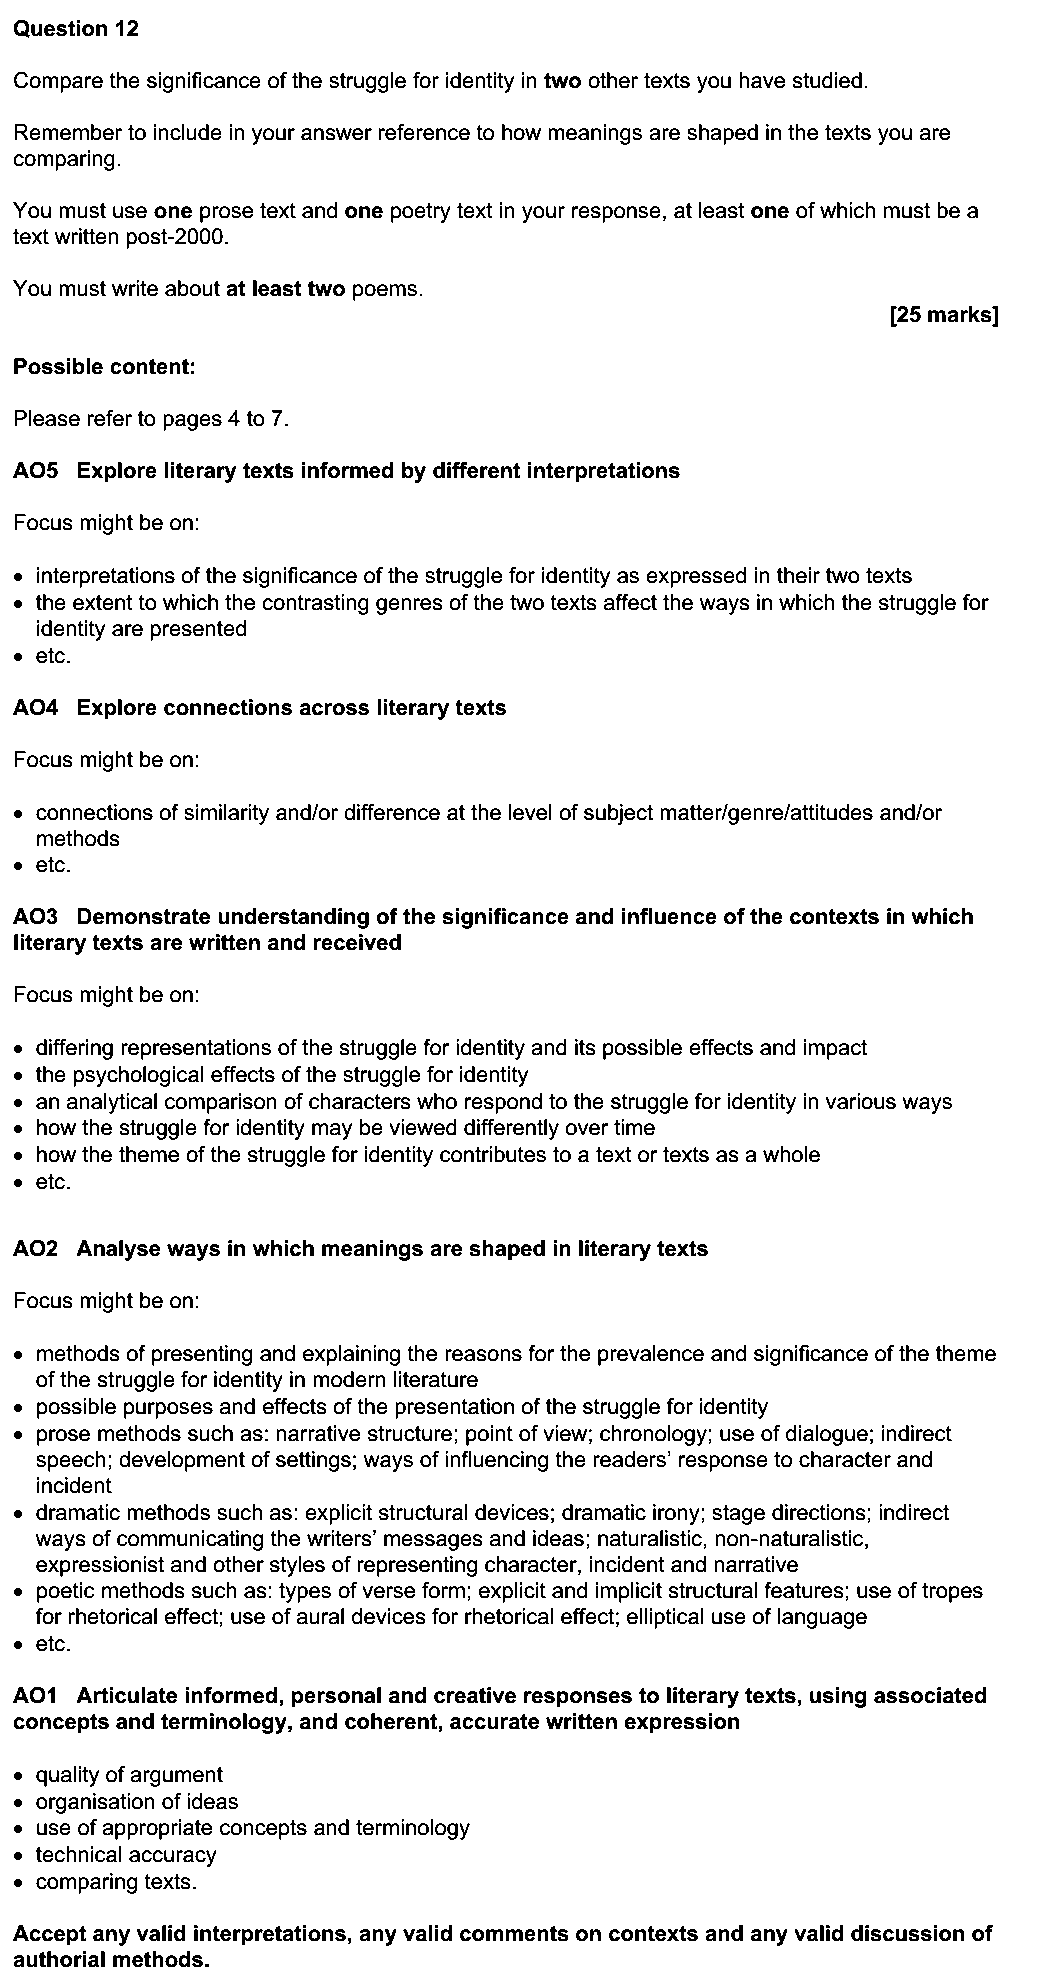 Question 12
Compare the significance of the struggle for identity in two other texts you have studied.
Remember to include in your answer reference to how meanings are shaped in the texts you are
comparing.
You must use one prose text and one poetry text in your response, at least one of which must be a
text written post-2000.
You must write about at least two poems.
[25 marks]
Possible content:
Please refer to pages 4 to 7.
AO5 Explore literary texts informed by different interpretations
Focus might be on:
• interpretations of the significance of the struggle for identity as expressed in their two texts
• the extent to which the contrasting genres of the two texts affect the ways in which the struggle for
identity are presented
• etc.
AO4 Explore connections across literary texts
Focus might be on:
• connections of similarity and/or difference at the level of subject matter/genre/attitudes and/or
methods
• etc.
AO3 Demonstrate understanding of the significance and influence of the contexts in which
literary texts are written and received
Focus might be on:
• differing representations of the struggle for identity and its possible effects and impact
• the psychological effects of the struggle for identity
• an analytical comparison of characters who respond to the struggle for identity in various ways
• how the struggle for identity may be viewed differently over time
• how the theme of the struggle for identity contributes to a text or texts as a whole
• etc.
AO2 Analyse ways in which meanings are shaped in literary texts
Focus might be on:
• methods of presenting and explaining the reasons for the prevalence and significance of the theme
of the struggle for identity in modern literature
• possible purposes and effects of the presentation of the struggle for identity
• prose methods such as: narrative structure; point of view; chronology; use of dialogue; indirect
speech; development of settings; ways of influencing the readers' response to character and
incident
• dramatic methods such as: explicit structural devices; dramatic irony; stage directions; indirect
ways of communicating the writers' messages and ideas; naturalistic, non-naturalistic,
expressionist and other styles of representing character, incident and narrative
• poetic methods such as: types of verse form; explicit and implicit structural features; use of tropes
for rhetorical effect; use of aural devices for rhetorical effect; elliptical use of language
• etc.
AO1 Articulate informed, personal and creative responses to literary texts, using associated
concepts and terminology, and coherent, accurate written expression
• quality of argument
• organisation of ideas
• use of appropriate concepts and terminology
• technical accuracy
• comparing texts.
Accept any valid interpretations, any valid comments on contexts and any valid discussion of
authorial methods.